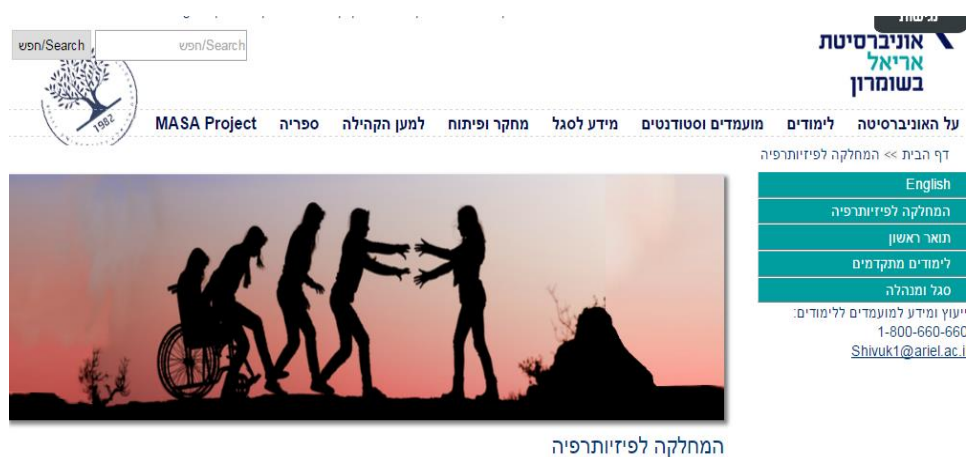 נגישות
Search/חפש
Search/חפש
אוניברסיטת
אריאל
בשומרון
1982
על האוניברסיטה לימודים מועמדים וסטודנטים מידע לסגל מחקר ופיתוח למען הקהילה ספריה MASA Project
דף הבית >> המחלקה לפיזיותרפיה
English
המחלקה לפיזיותרפיה
תואר ראשון
לימודים מתקדמים
סגל ומנהלה
ייעוץ ומידע למועמדים ללימודים:
1-800-660-660
Shivuk1@ariel.ac.i
המחלקה לפיזיותרפיה